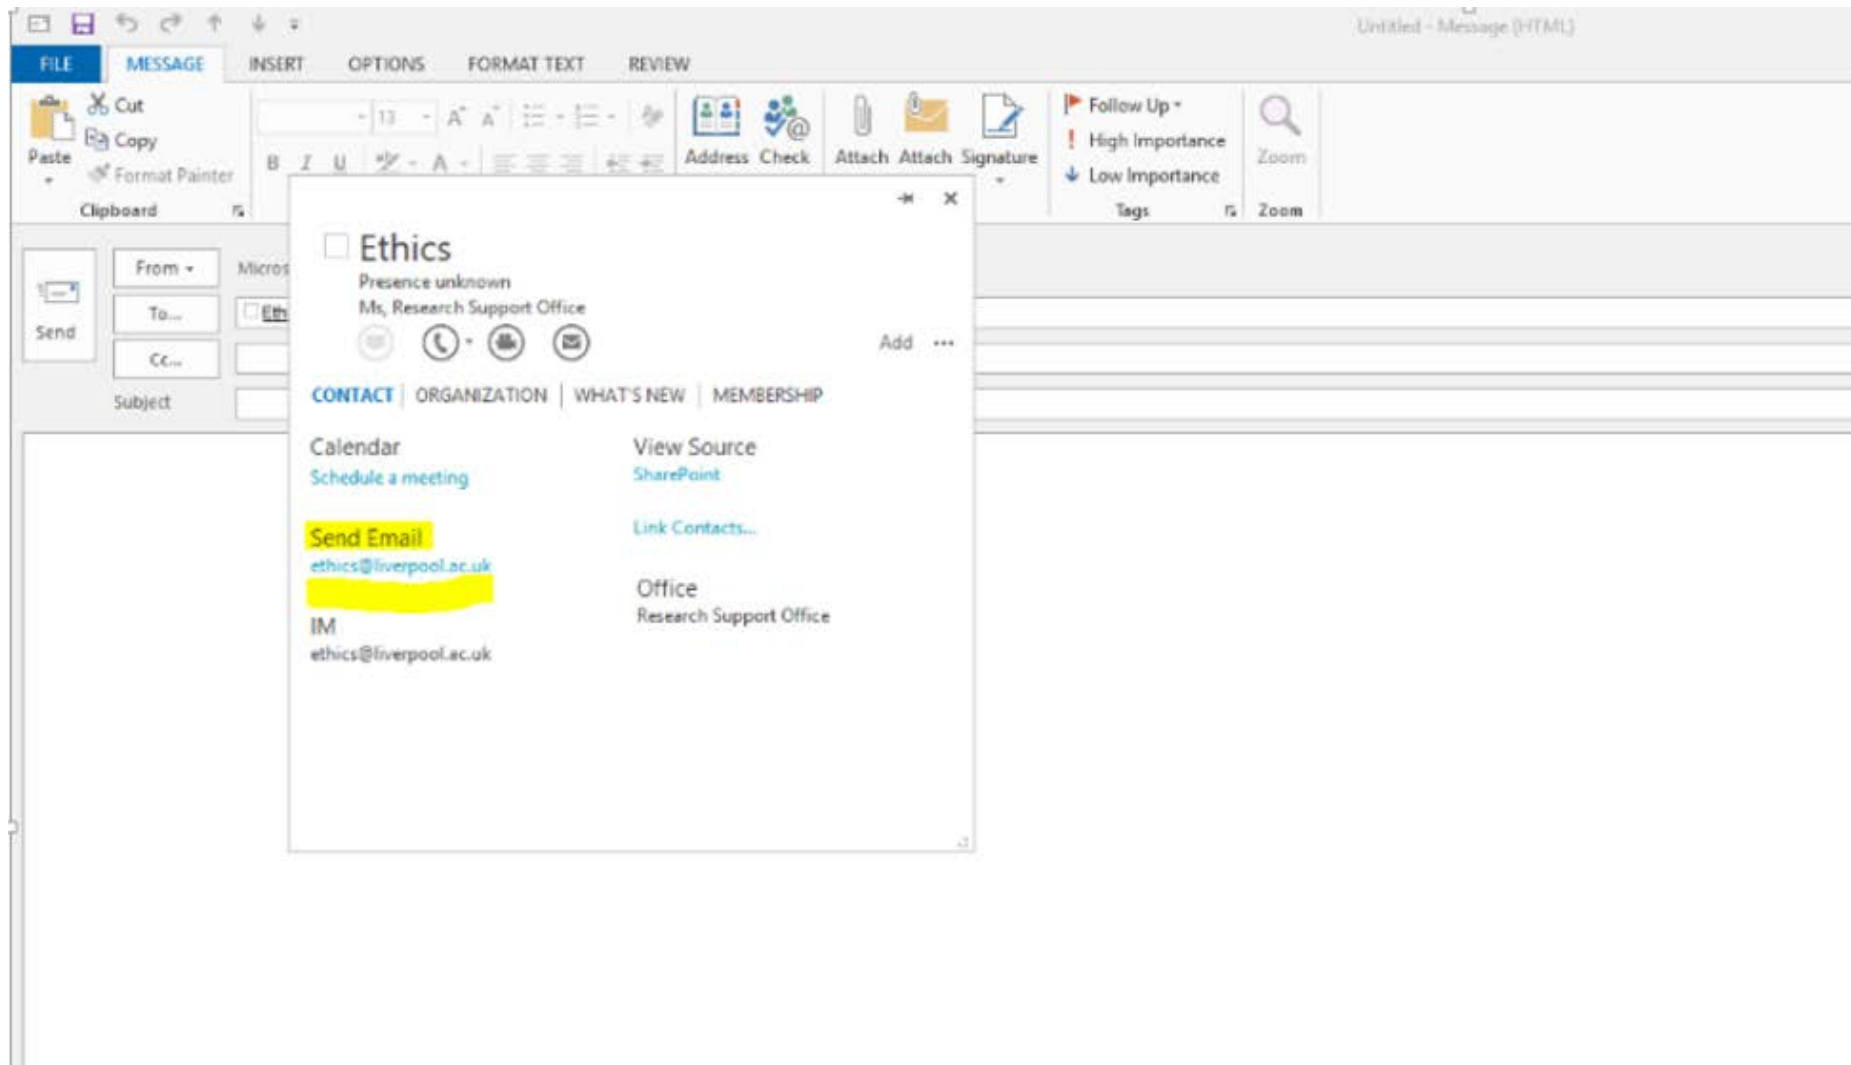 Untitled - Message (HTML)
FILE MESSAGE INSERT OPTIONS FORMAT TEXT REVIEW
Paste
Cut
Copy
Format Painter
Clipboard
13
B I U A
Address Check Attach Attach Signature
Follow Up
High Importance
Low Importance
Tags
Zoom
Zoom
Send
From Micros
To... Eth
Cc...
Subject
Ethics
Presence unknown
Ms, Research Support Office
Add
CONTACT ORGANIZATION WHAT'S NEW MEMBERSHIP
Calendar
Schedule a meeting
View Source
SharePoint
Send Email
ethics@liverpool.ac.uk
Link Contacts...
IM
ethics@liverpool.ac.uk
Office
Research Support Office